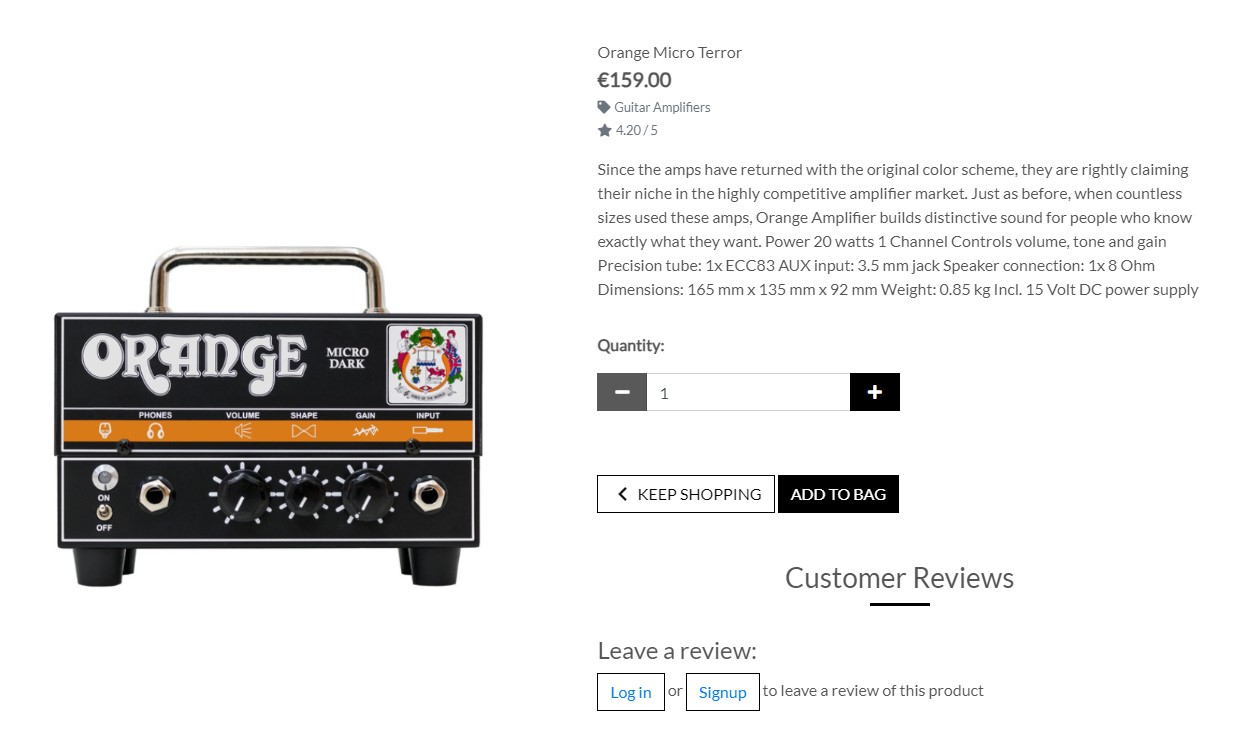 Orange Micro Terror
€159.00
Guitar Amplifiers
4.20 / 5
Since the amps have returned with the original color scheme, they are rightly claiming
their niche in the highly competitive amplifier market. Just as before, when countless
sizes used these amps, Orange Amplifier builds distinctive sound for people who know
exactly what they want. Power 20 watts 1 Channel Controls volume, tone and gain
Precision tube: 1x ECC83 AUX input: 3.5 mm jack Speaker connection: 1x 8 Ohm
Dimensions: 165 mm x 135 mm x 92 mm Weight: 0.85 kg Incl. 15 Volt DC power supply
ORANGE
MICRO
DARK
PHONES VOLUME SHAPE GAIN INPUT
ON
OFF
Quantity:
1
KEEP SHOPPING ADD TO BAG
Customer Reviews
Leave a review:
Log in or Signup to leave a review of this product